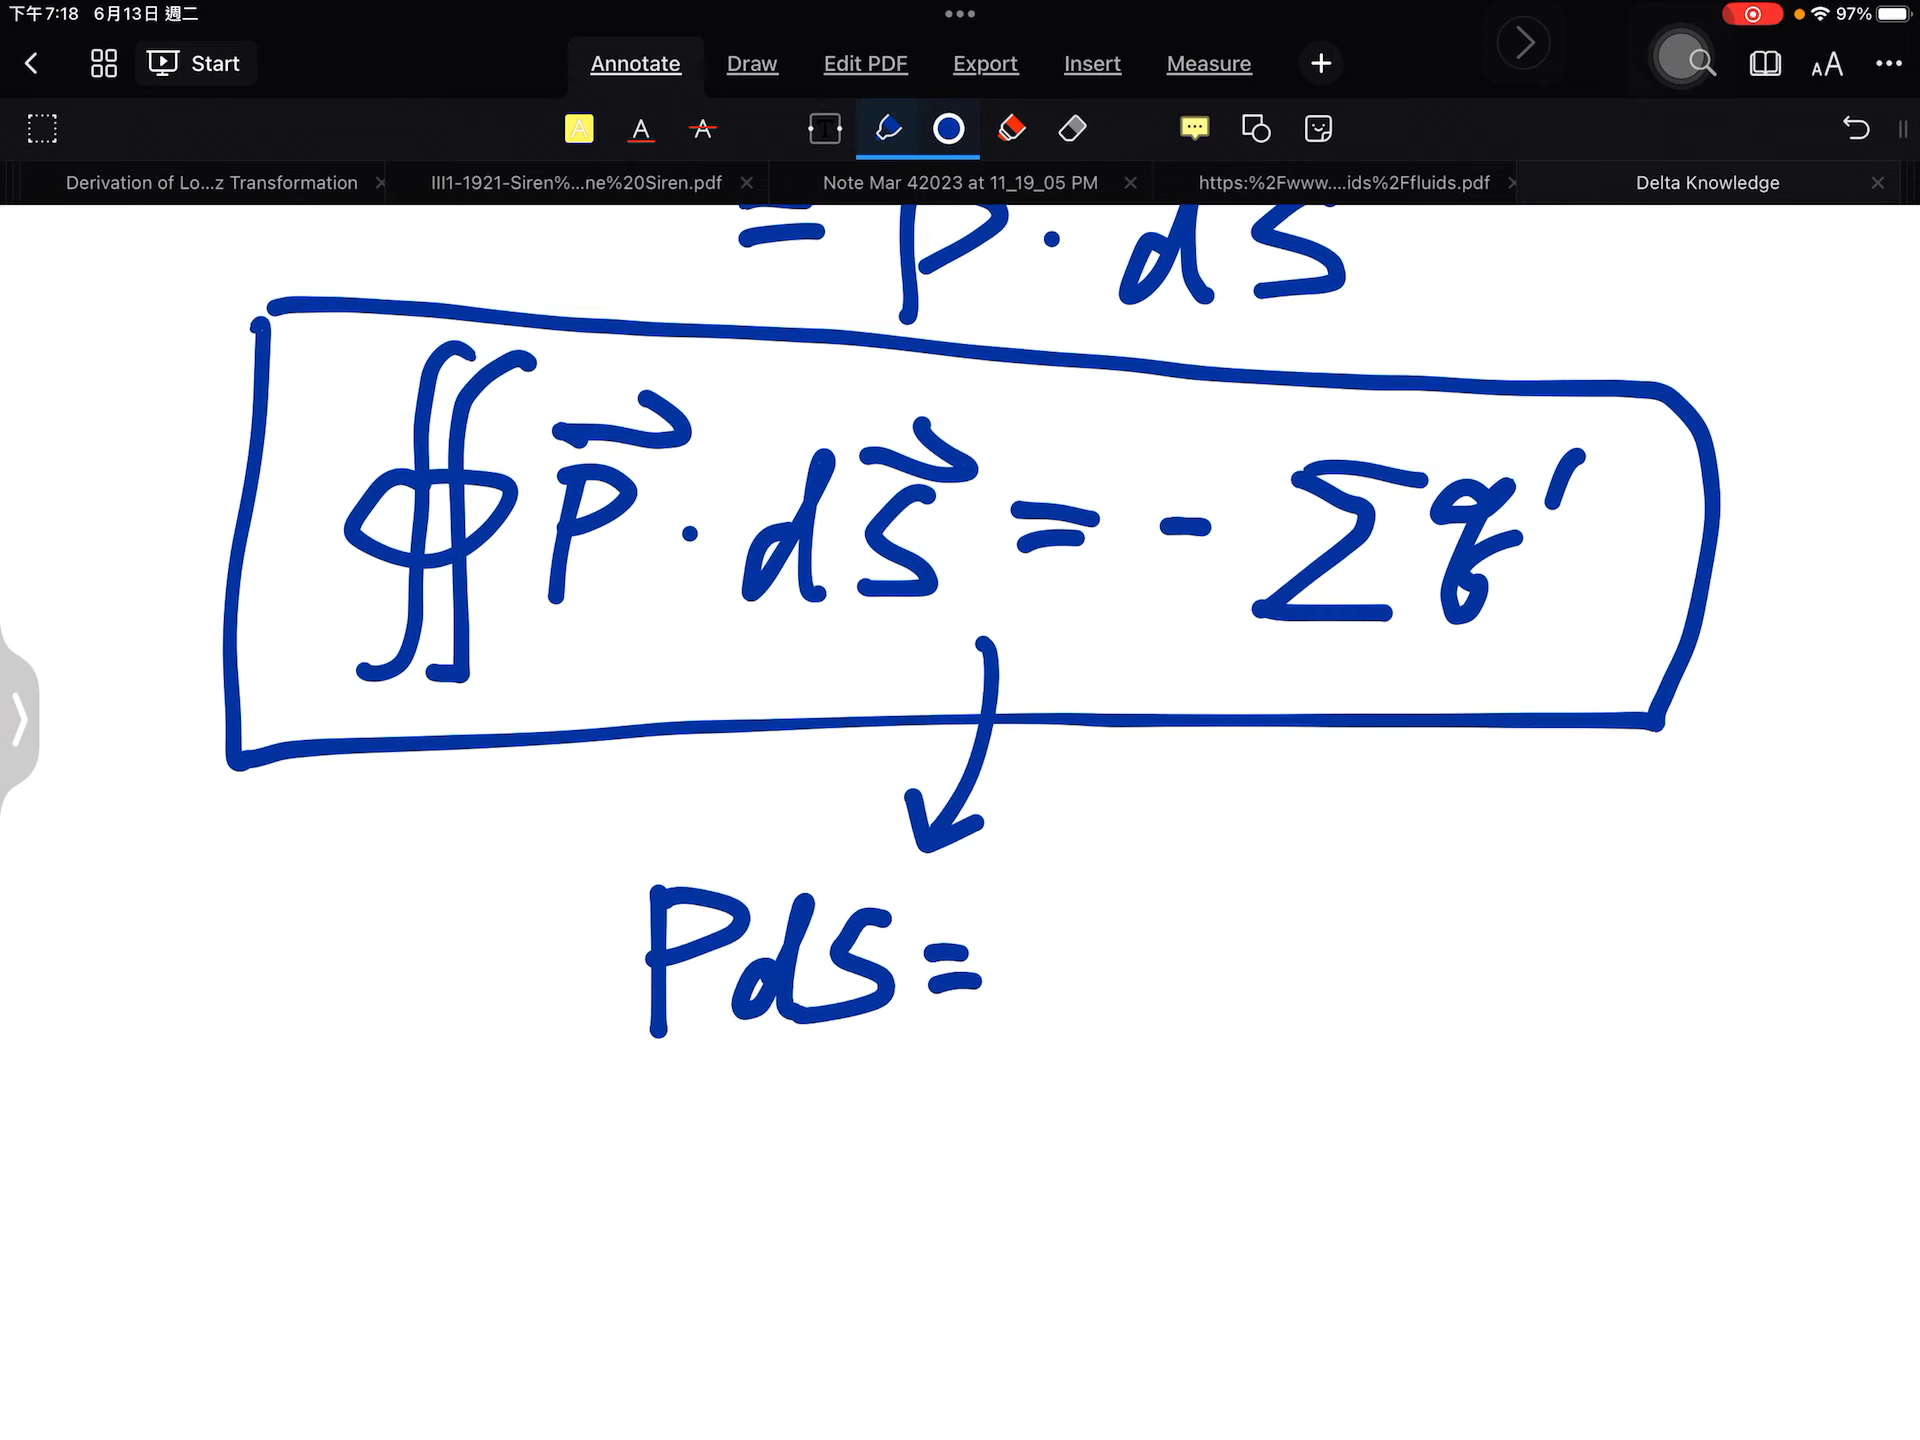 下午7:18 6月13日 週二
97%
Start
Annotate Draw Edit PDF Export Insert Measure
AA
A A A T
Derivation of Lo...z Transformation
III1-1921-Siren%...ne%20Siren.pdf
Note Mar 42023 at 11_19_05 PM
https:%2Fwww....ids%2Ffluids.pdf
Delta Knowledge
= P · dS
∯ P⃗ · dS⃗ = - Σq'
PdS =